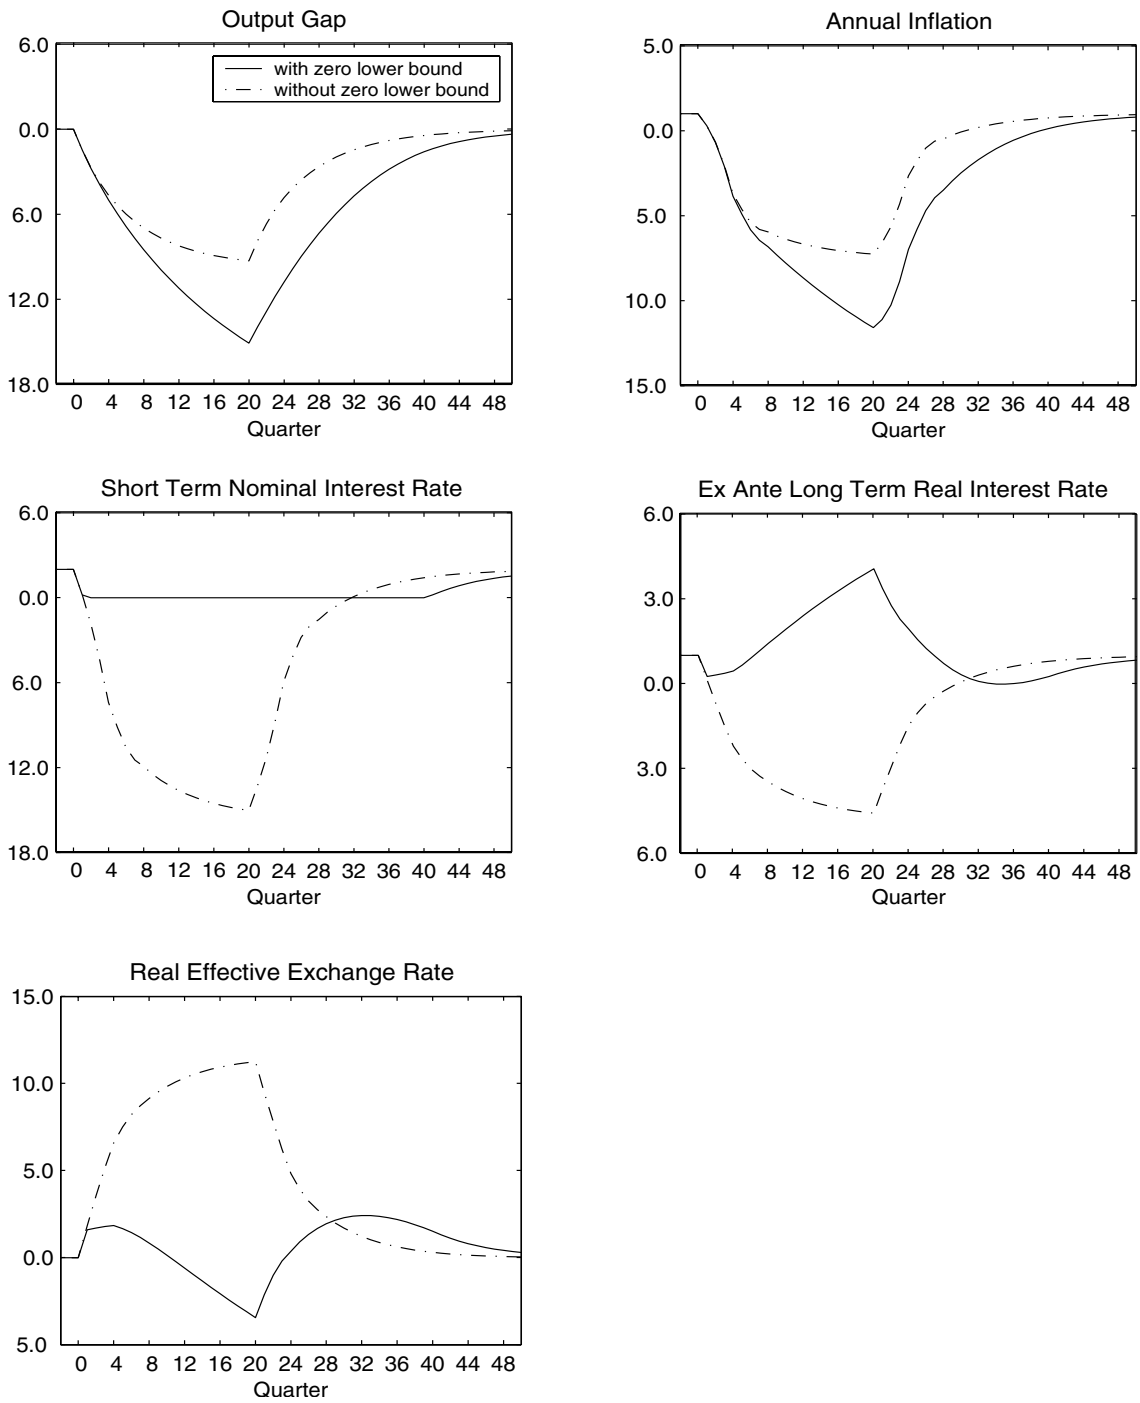 Output Gap
6.0
0.0
6.0
12.0
18.0
with zero lower bound
without zero lower bound
0 4 8 12 16 20 24 28 32 36 40 44 48
Quarter
Annual Inflation
5.0
0.0
5.0
10.0
15.0
0 4 8 12 16 20 24 28 32 36 40 44 48
Quarter
Short Term Nominal Interest Rate
6.0
0.0
6.0
12.0
18.0
0 4 8 12 16 20 24 28 32 36 40 44 48
Quarter
Ex Ante Long Term Real Interest Rate
6.0
3.0
0.0
3.0
6.0
0 4 8 12 16 20 24 28 32 36 40 44 48
Quarter
Real Effective Exchange Rate
15.0
10.0
5.0
0.0
5.0
0 4 8 12 16 20 24 28 32 36 40 44 48
Quarter